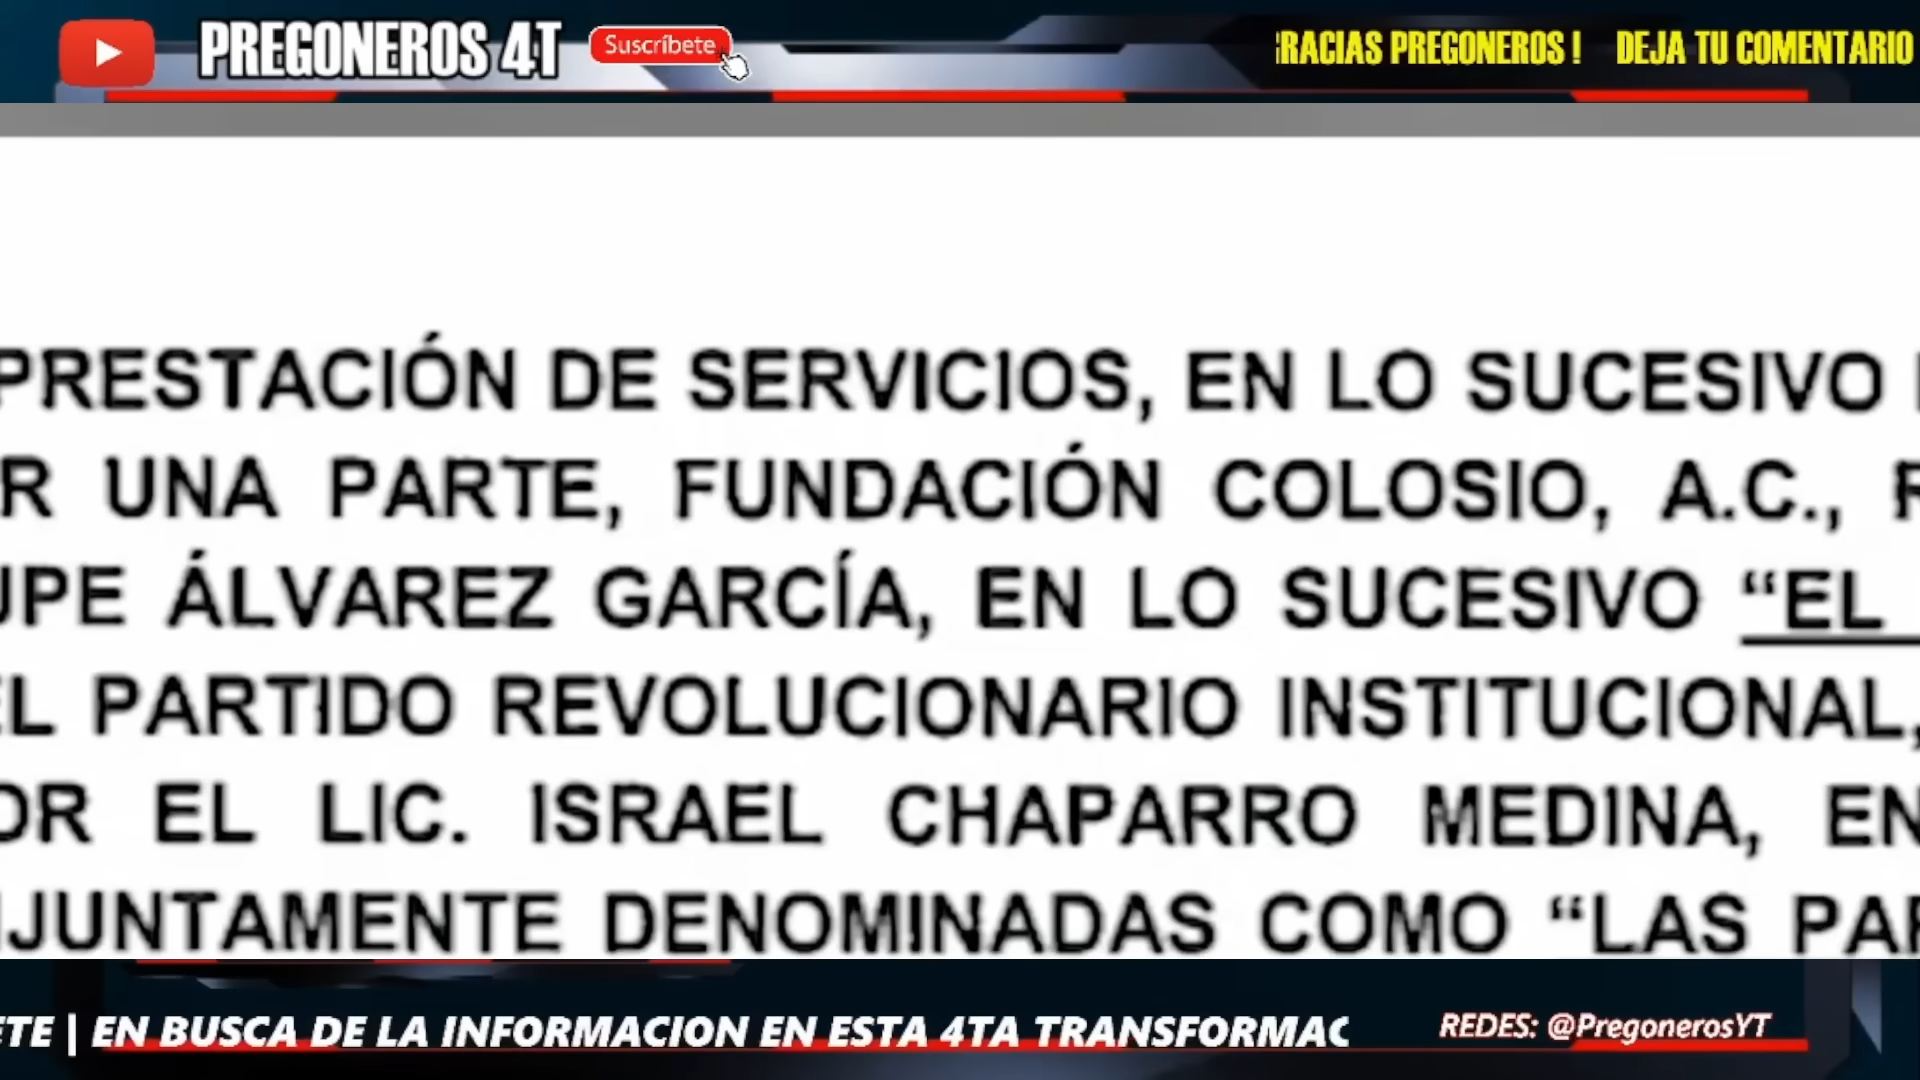 PREGONEROS 4T
Suscríbete
RACIAS PREGONEROS ! DEJA TU COMENTARIO
PRESTACIÓN DE SERVICIOS, EN LO SUCESIVO
UNA PARTE, FUNDACIÓN COLOSIO, A.C.,
UPE ÁLVAREZ GARCÍA, EN LO SUCESIVO “EL
EL PARTIDO REVOLUCIONARIO INSTITUCIONAL,
OR EL LIC. ISRAEL CHAPARRO MEDINA, EN
JUNTAMENTE DENOMINADAS COMO “LAS PAR
ETE | EN BUSCA DE LA INFORMACION EN ESTA 4TA TRANSFORMAC
REDES: @PregonerosYT